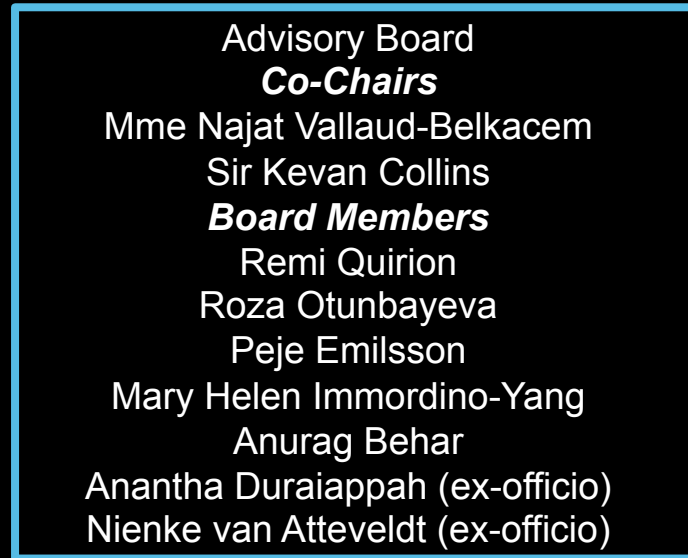 Advisory Board
Co-Chairs
Mme Najat Vallaud-Belkacem
Sir Kevan Collins
Board Members
Remi Quirion
Roza Otunbayeva
Peje Emilsson
Mary Helen Immordino-Yang
Anurag Behar
Anantha Duraiappah (ex-officio)
Nienke van Atteveldt (ex-officio)